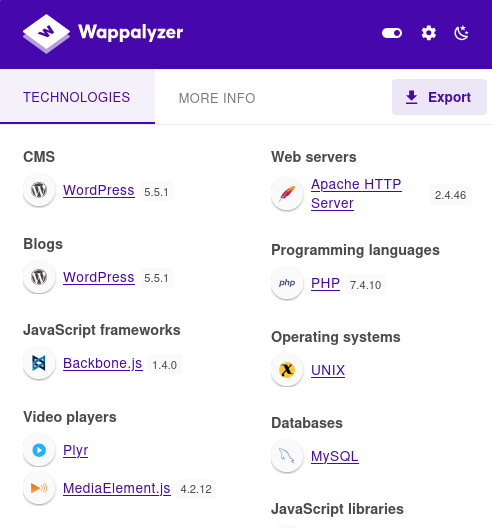 Wappalyzer
TECHNOLOGIES
MORE INFO
Export
CMS
WordPress 5.5.1
Blogs
WordPress 5.5.1
JavaScript frameworks
Backbone.js 1.4.0
Video players
Plyr
MediaElement.js 4.2.12
Web servers
Apache HTTP
Server 2.4.46
Programming languages
php PHP 7.4.10
Operating systems
X UNIX
Databases
MySQL
JavaScript libraries